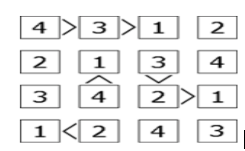 4 > 3 > 1 2
2 1 3 4
∧ ∨
3 4 2 > 1
1 < 2 4 3